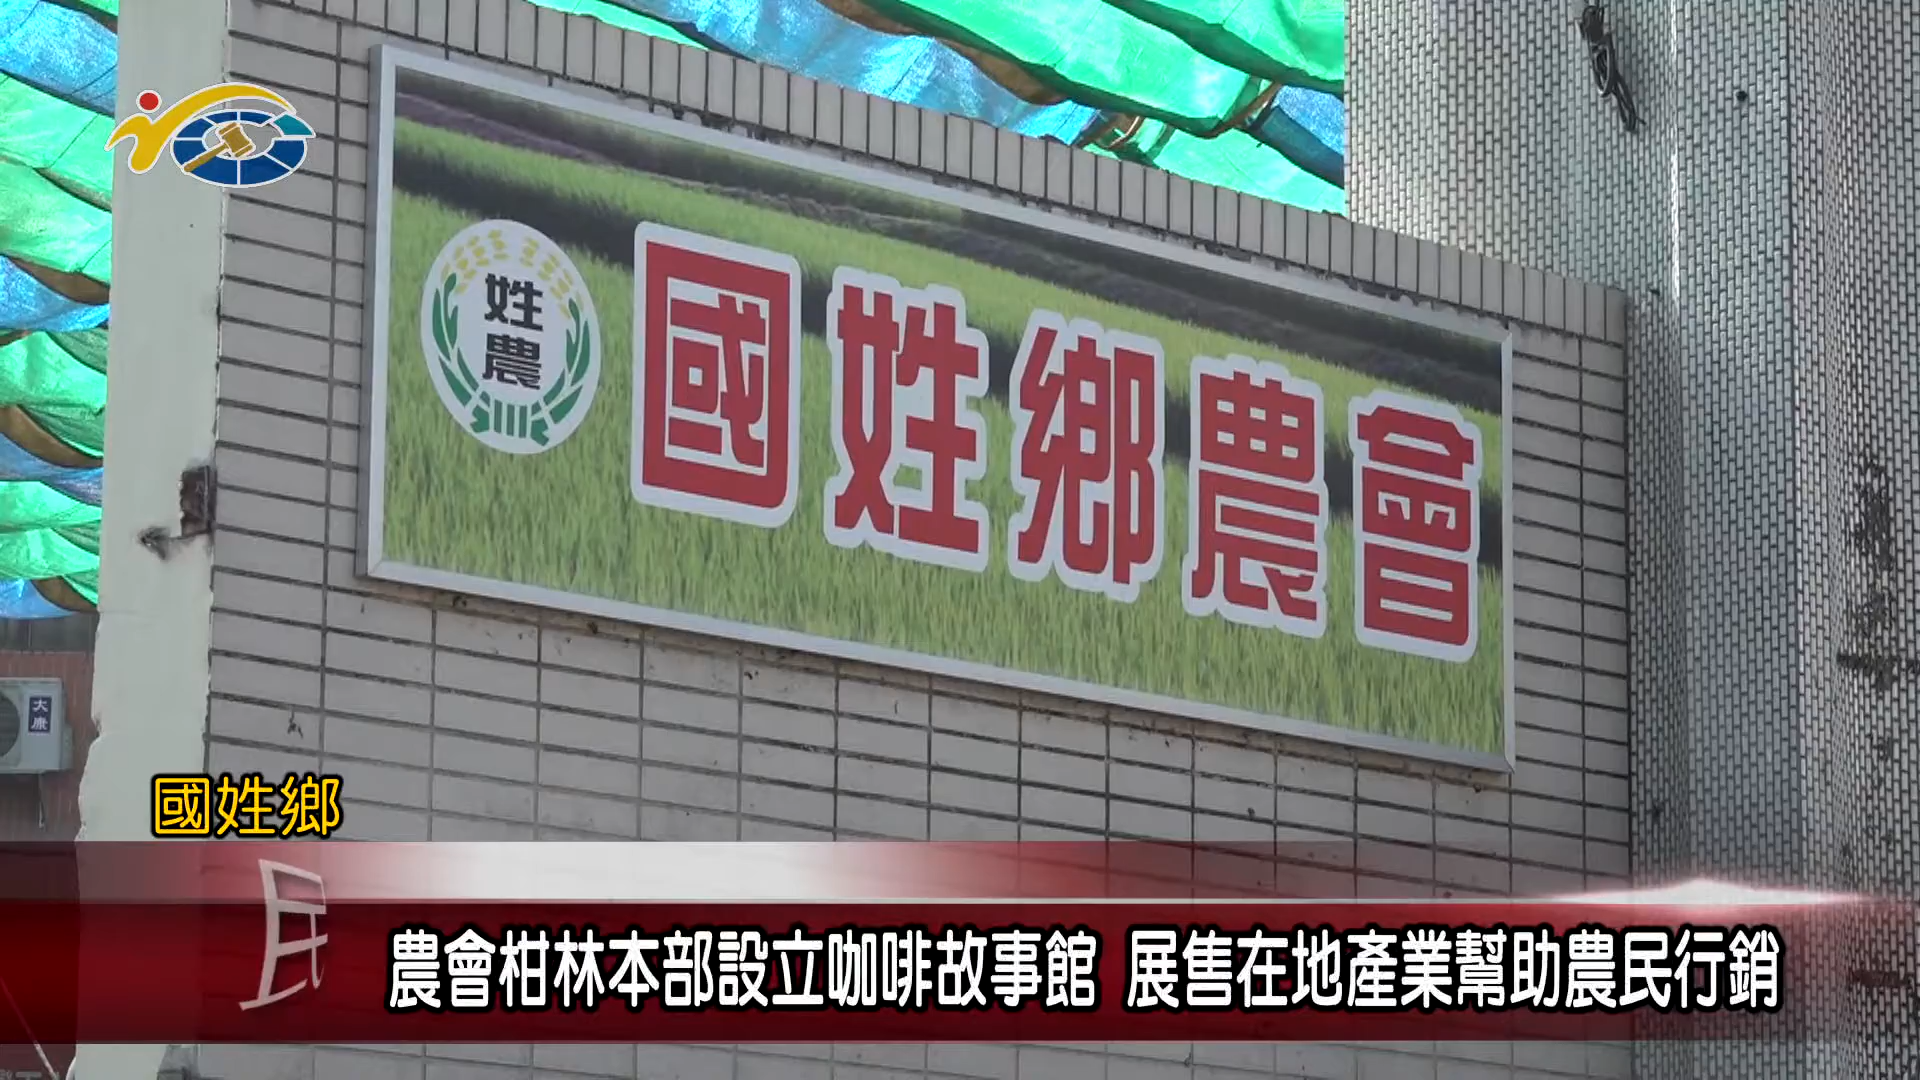 姓農
國姓鄉農會
大康
國姓鄉
民
農會柑林本部設立咖啡故事館 展售在地產業幫助農民行銷